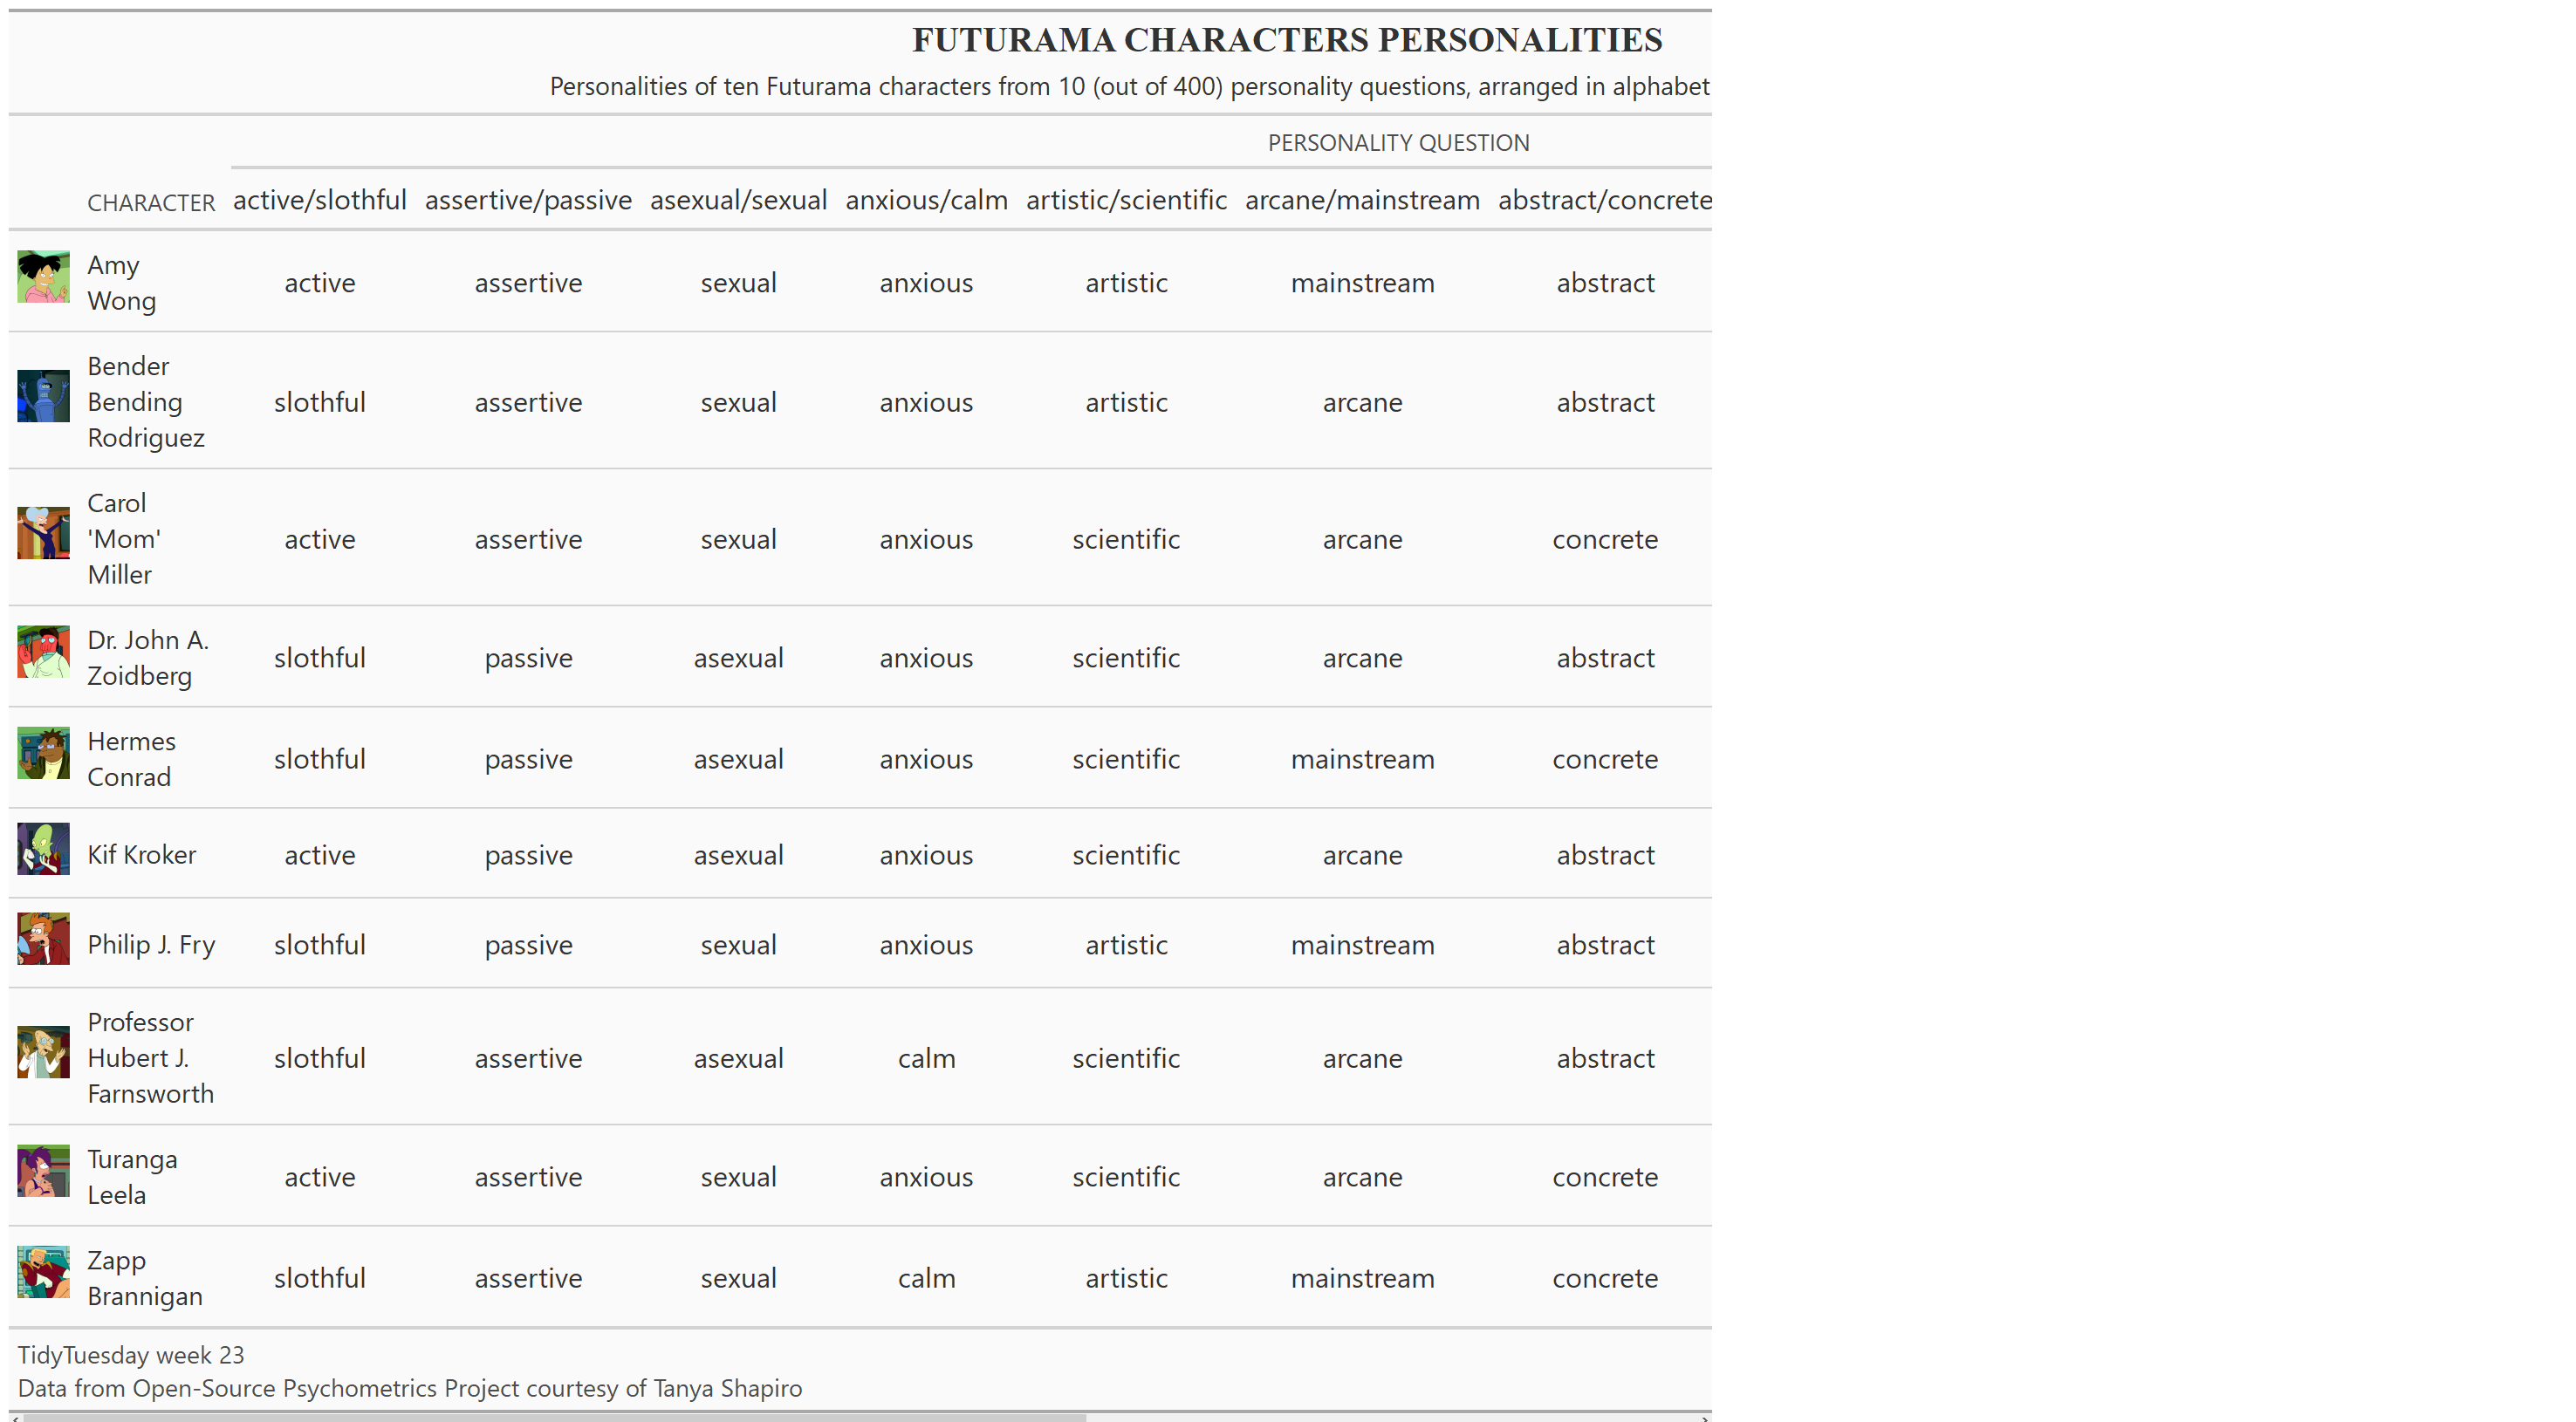 FUTURAMA CHARACTERS PERSONALITIES
Personalities of ten Futurama characters from 10 (out of 400) personality questions, arranged in alphabet
PERSONALITY QUESTION
CHARACTER active/slothful assertive/passive asexual/sexual anxious/calm artistic/scientific arcane/mainstream abstract/concrete
Amy
Wong
active assertive sexual anxious artistic mainstream abstract
Bender
Bending
Rodriguez
slothful assertive sexual anxious artistic arcane abstract
Carol
'Mom'
Miller
active assertive sexual anxious scientific arcane concrete
Dr. John A.
Zoidberg
slothful passive asexual anxious scientific arcane abstract
Hermes
Conrad
slothful passive asexual anxious scientific mainstream concrete
Kif Kroker active passive asexual anxious scientific arcane abstract
Philip J. Fry slothful passive sexual anxious artistic mainstream abstract
Professor
Hubert J.
Farnsworth
slothful assertive asexual calm scientific arcane abstract
Turanga
Leela
active assertive sexual anxious scientific arcane concrete
Zapp
Brannigan
slothful assertive sexual calm artistic mainstream concrete
TidyTuesday week 23
Data from Open-Source Psychometrics Project courtesy of Tanya Shapiro